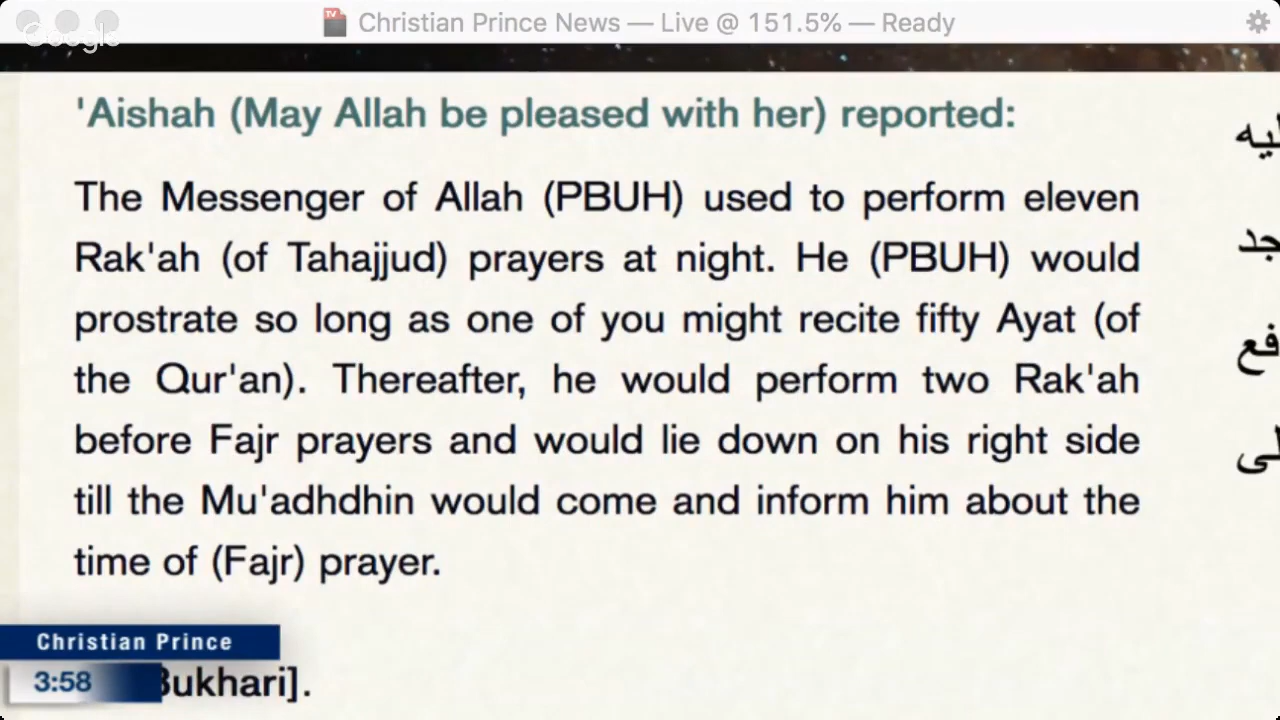 Christian Prince News — Live @ 151.5% — Ready
Google
'Aishah (May Allah be pleased with her) reported:
The Messenger of Allah (PBUH) used to perform eleven
Rak'ah (of Tahajjud) prayers at night. He (PBUH) would
prostrate so long as one of you might recite fifty Ayat (of
the Qur'an). Thereafter, he would perform two Rak'ah
before Fajr prayers and would lie down on his right side
till the Mu'adhdhin would come and inform him about the
time of (Fajr) prayer.
Christian Prince
3:58
Bukhari].